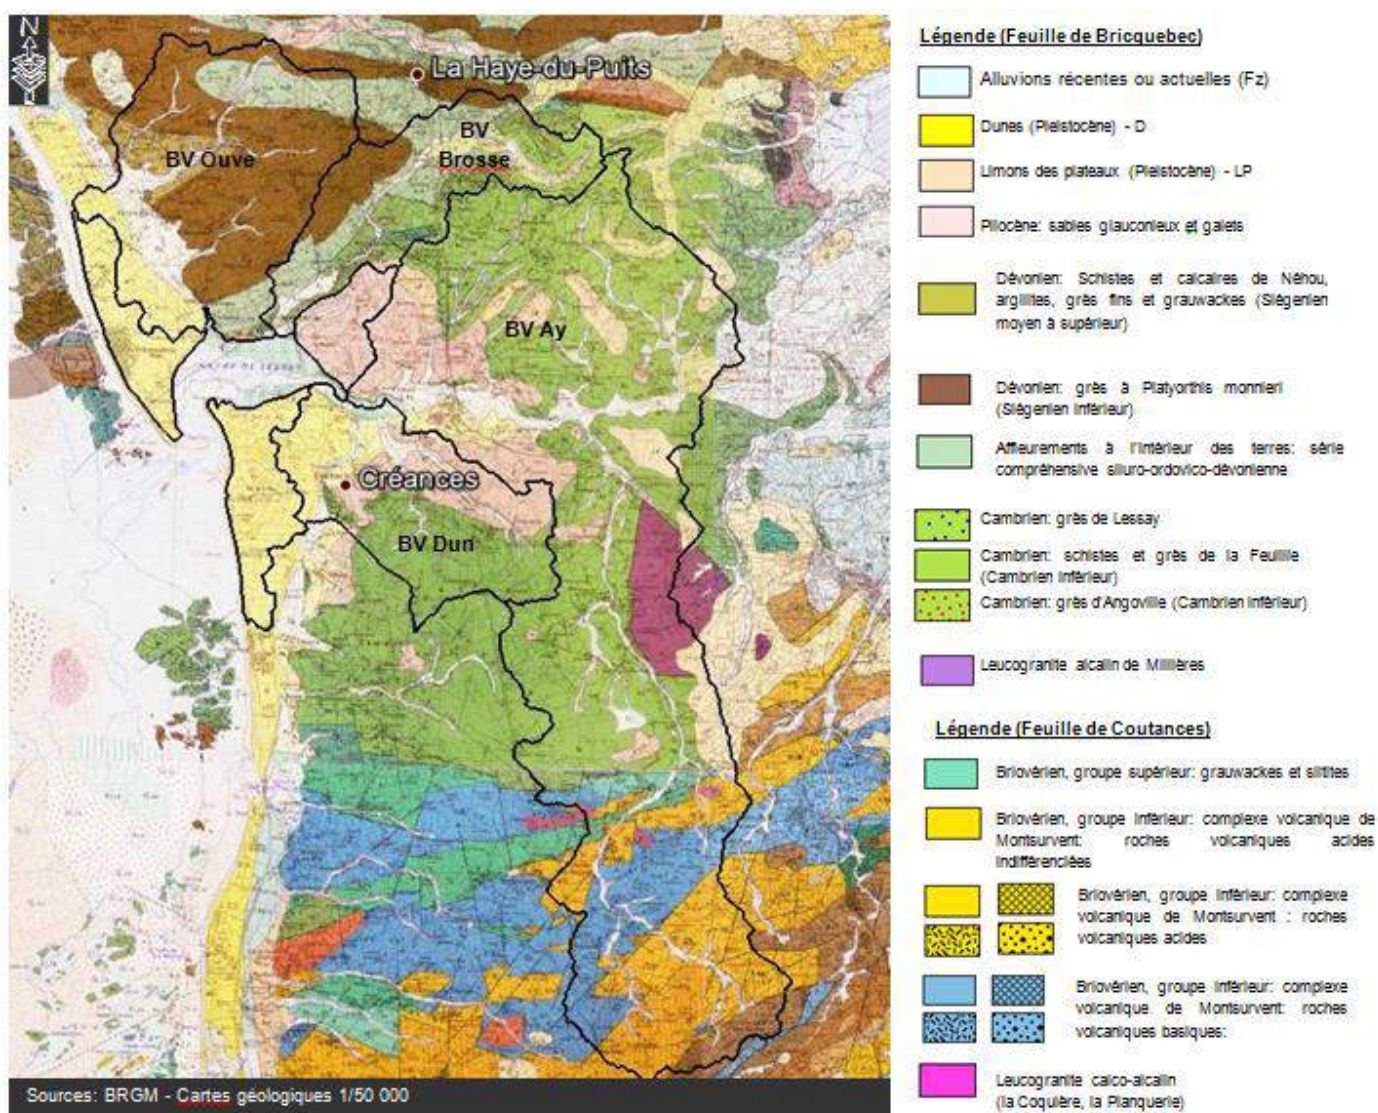 N
La Haye-du-Puits
BV Ouve
BV
Brosse
BV Ay
Créances
BV Dun
Sources: BRGM - Cartes géologiques 1/50 000
Légende (Feuille de Bricquebec)
Alluvions récentes ou actuelles (Fz)
Dunes (Pleistocène) - D
Limons des plateaux (Pleistocène) - LP
Pliocène: sables glauconieux et galets
Dévonien: Schistes et calcaires de Néhou,
argilites, grès fins et grauwackes (Siégenien
moyen à supérieur)
Dévonien: grès à Platyorthis monnieri
(Siégenien inférieur)
Affleurements à l'intérieur des terres: série
compréhensive siluro-ordovico-dévonienne
Cambrien: grès de Lessay
Cambrien: schistes et grès de la Feuillie
(Cambrien inférieur)
Cambrien: grès d'Angoville (Cambrien inférieur)
Leucogranite alcalin de Millières
Légende (Feuille de Coutances)
Briovérien, groupe supérieur: grauwackes et siltites
Briovérien, groupe inférieur: complexe volcanique de
Montsurvent: roches volcaniques acides
indifférenciées
Briovérien, groupe inférieur: complexe
volcanique de Montsurvent : roches
volcaniques acides
Briovérien, groupe inférieur: complexe
volcanique de Montsurvent: roches
volcaniques basiques:
Leucogranite calco-alcalin
(la Coquière, la Planquerie)